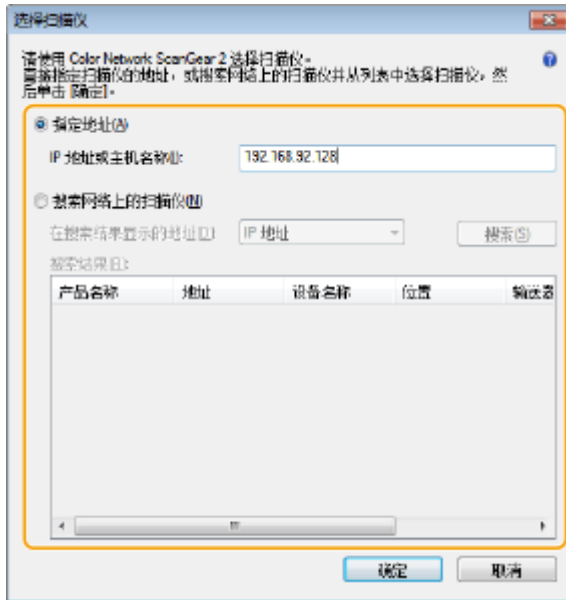 选择扫描仪
请使用 Color Network ScanGear 2 选择扫描仪。
直接指定扫描仪的地址，或搜索网络上的扫描仪并从列表中选择扫描仪，然
后单击 [确定]。
指定地址(A)
IP 地址或主机名称(I): 192.168.92.128
搜索网络上的扫描仪(N)
在搜索结果显示的地址(D) IP 地址 搜索(S)
搜索结果(E):
产品名称 地址 设备名称 位置 输送器
确定 取消